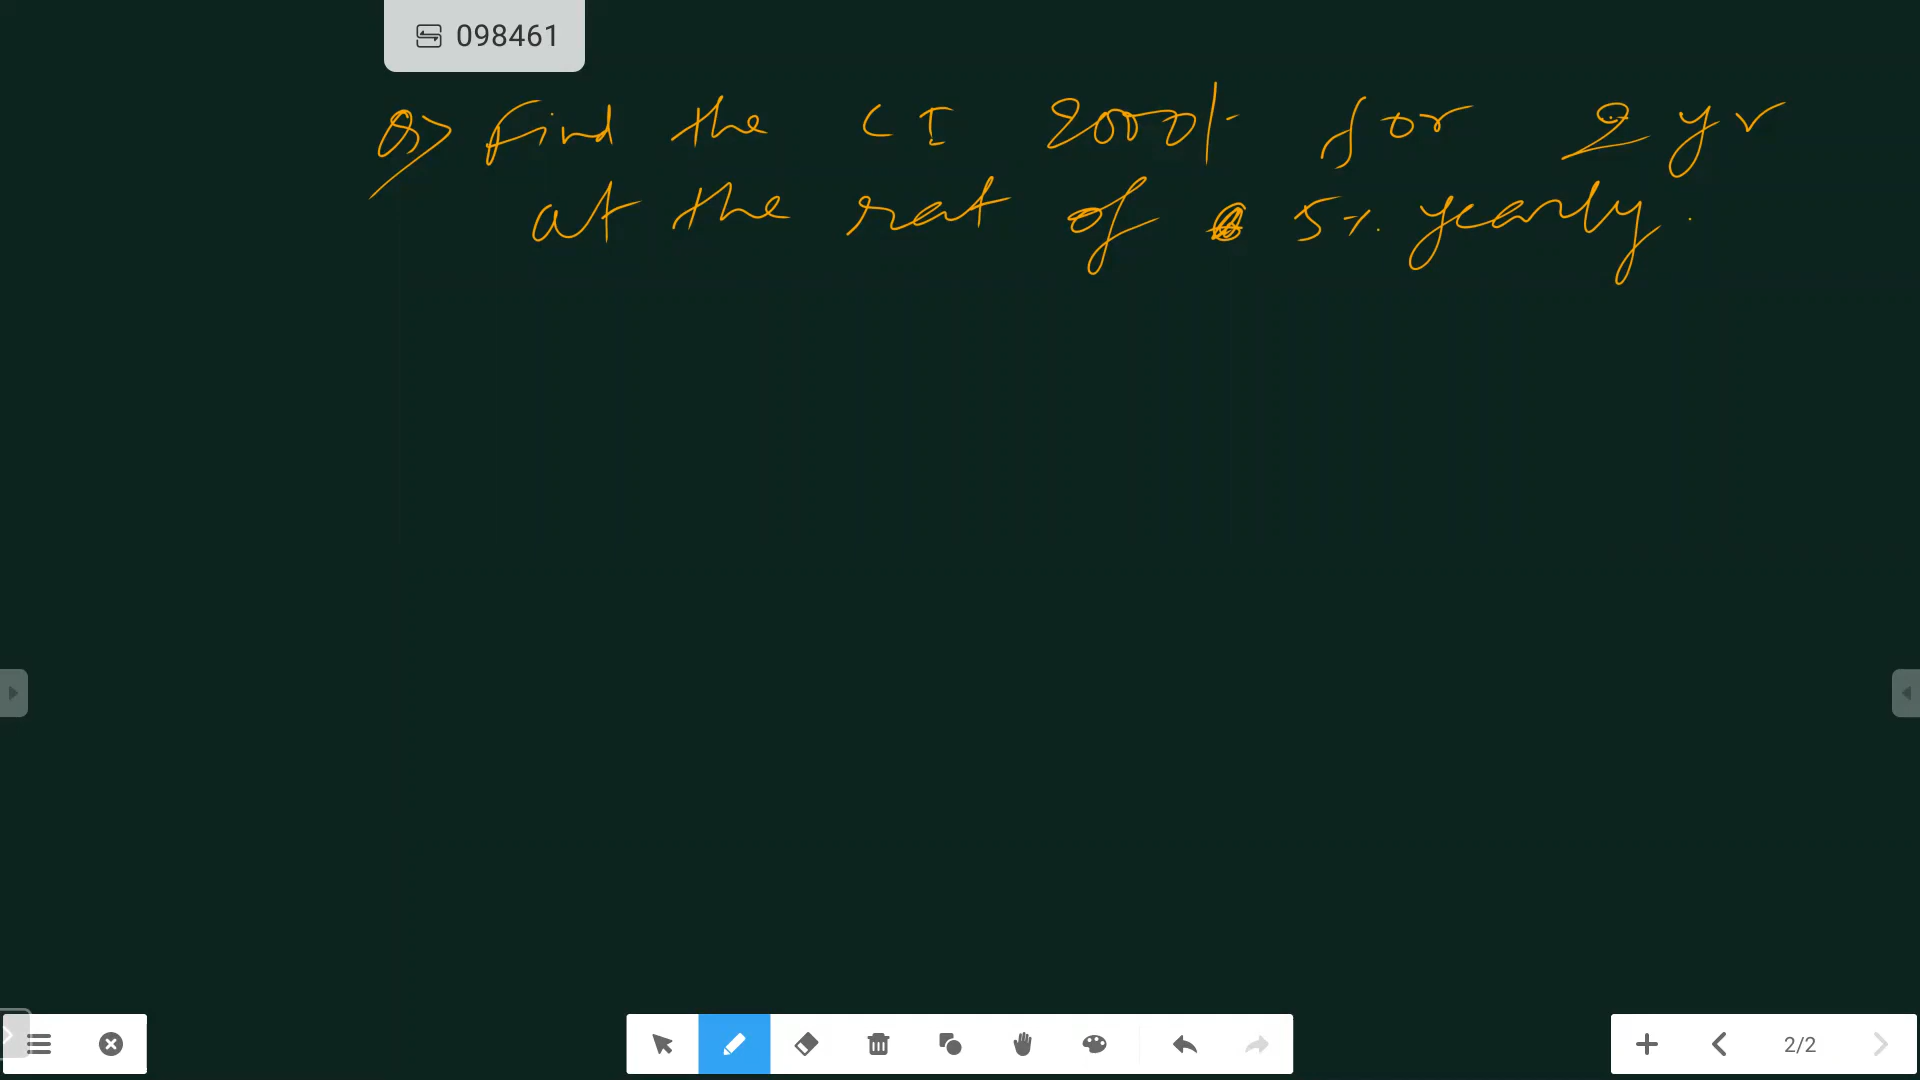 098461
Q> Find the CI 2000/- for 2 yr
at the rat of 5% yearly.
2/2